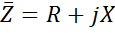 Z̅ = R + jX